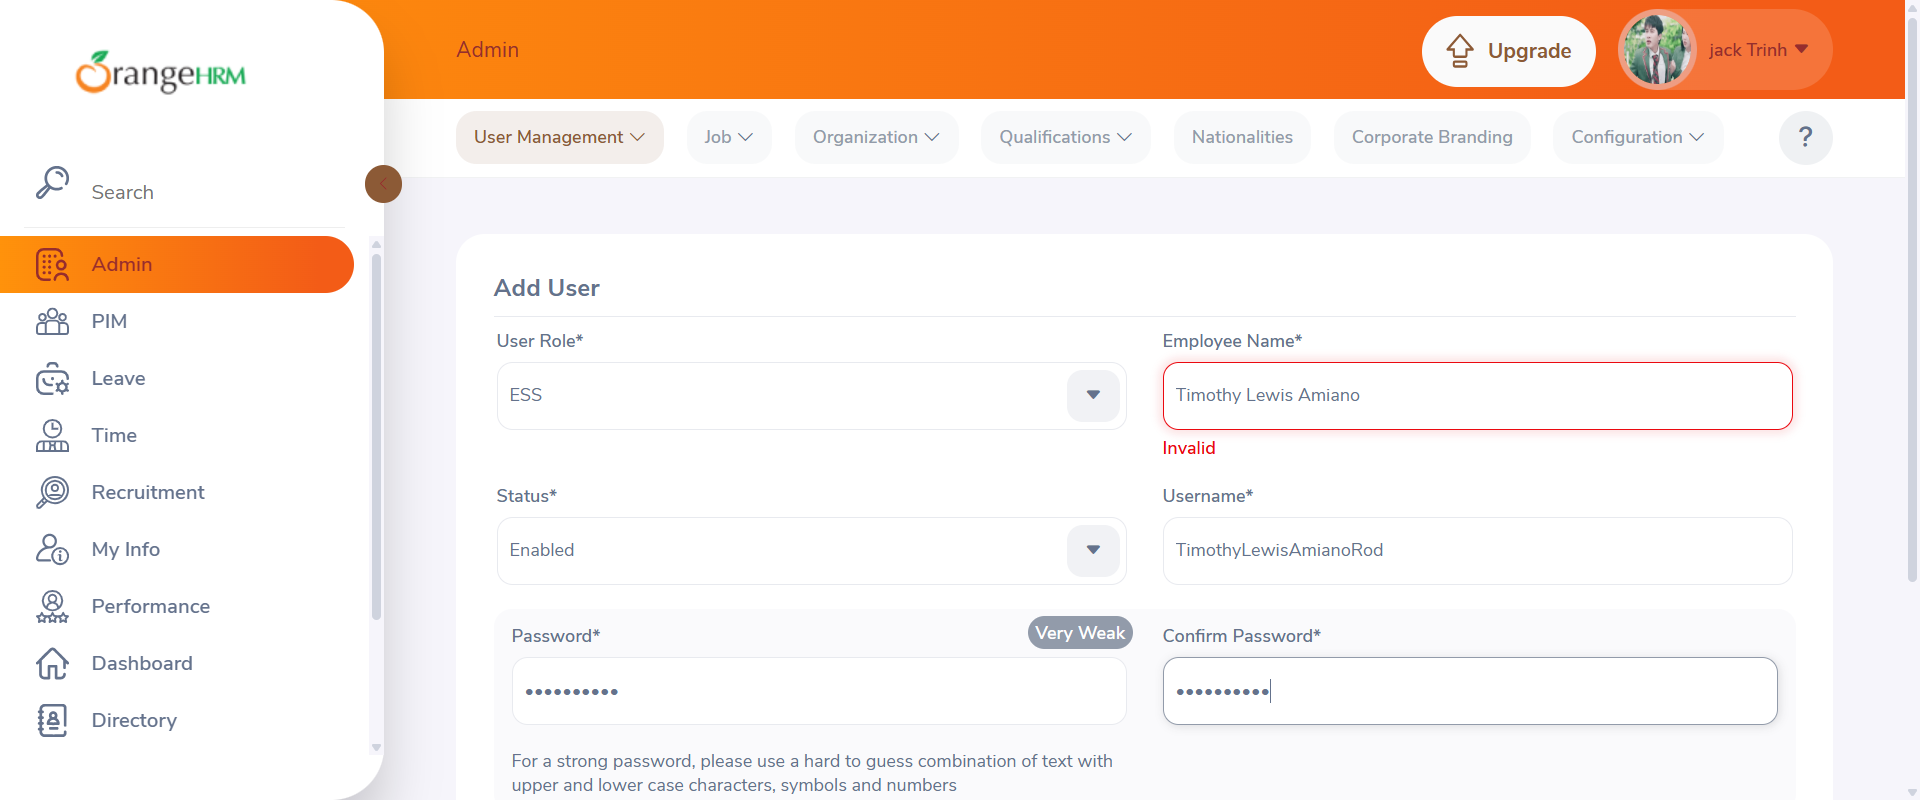 OrangeHRM
Admin
Upgrade
jack Trinh
User Management
Job
Organization
Qualifications
Nationalities
Corporate Branding
Configuration
?
Search
Admin
PIM
Leave
Time
Recruitment
My Info
Performance
Dashboard
Directory
Add User
User Role*
Employee Name*
ESS
Timothy Lewis Amiano
Invalid
Status*
Username*
Enabled
TimothyLewisAmianoRod
Password*
Very Weak
Confirm Password*
••••••••••
••••••••••
For a strong password, please use a hard to guess combination of text with
upper and lower case characters, symbols and numbers